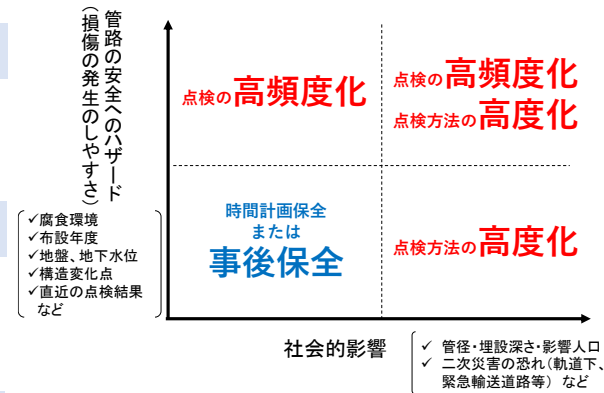 管路の安全へのハザード
（損傷の発生のしやすさ）
✓腐食環境
✓布設年度
✓地盤、地下水位
✓構造変化点
✓直近の点検結果
など
点検の高頻度化
点検の高頻度化
点検方法の高度化
時間計画保全
または
事後保全
点検方法の高度化
社会的影響
✓ 管径・埋設深さ・影響人口
✓ 二次災害の恐れ（軌道下、
緊急輸送道路等） など